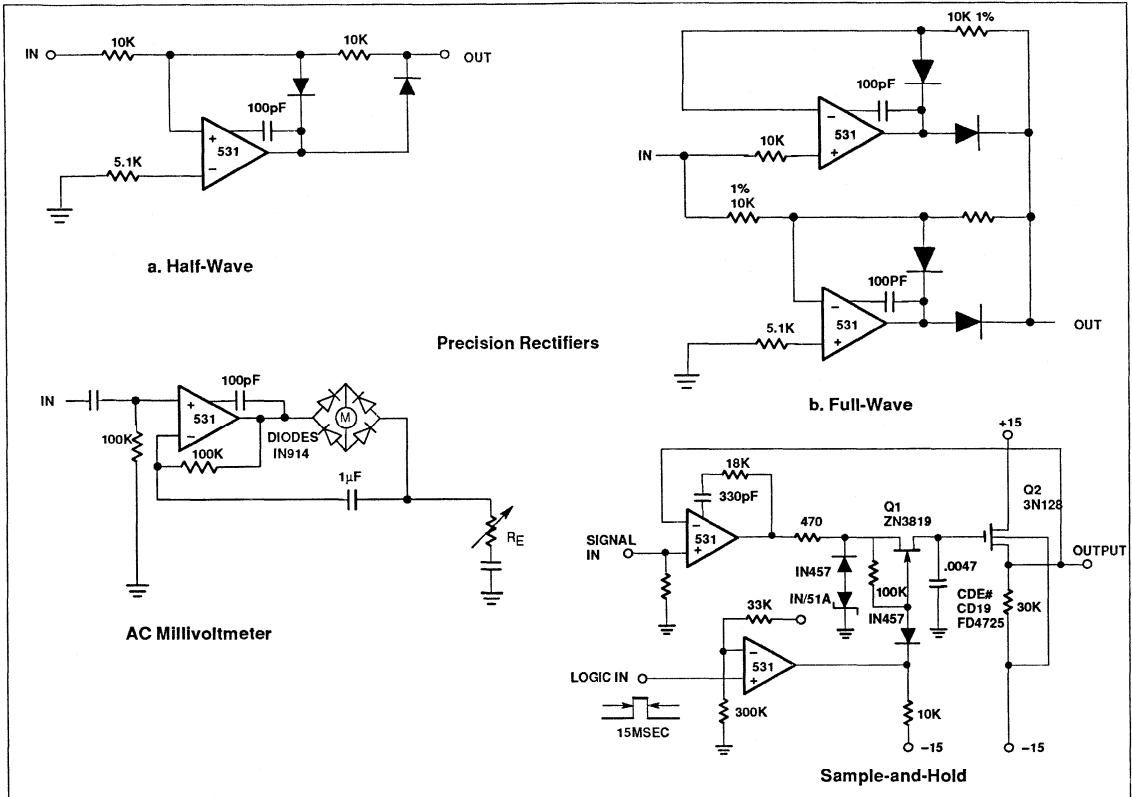 IN
10K
10K
OUT
100pF
+
531
−
5.1K
a. Half-Wave
10K 1%
100pF
−
531
+
10K
IN
1%
10K
100PF
−
531
+
5.1K
OUT
b. Full-Wave
Precision Rectifiers
IN
100pF
+
531
−
M
DIODES
IN914
100K
100K
1µF
RE
AC Millivoltmeter
+15
18K
330pF
Q2
3N128
Q1
ZN3819
470
−
531
+
SIGNAL
IN
OUTPUT
IN457
100K
.0047
IN/51A
IN457
CDE#
CD19
FD4725
30K
33K
−
531
+
LOGIC IN
300K
10K
15MSEC
−15
−15
Sample-and-Hold